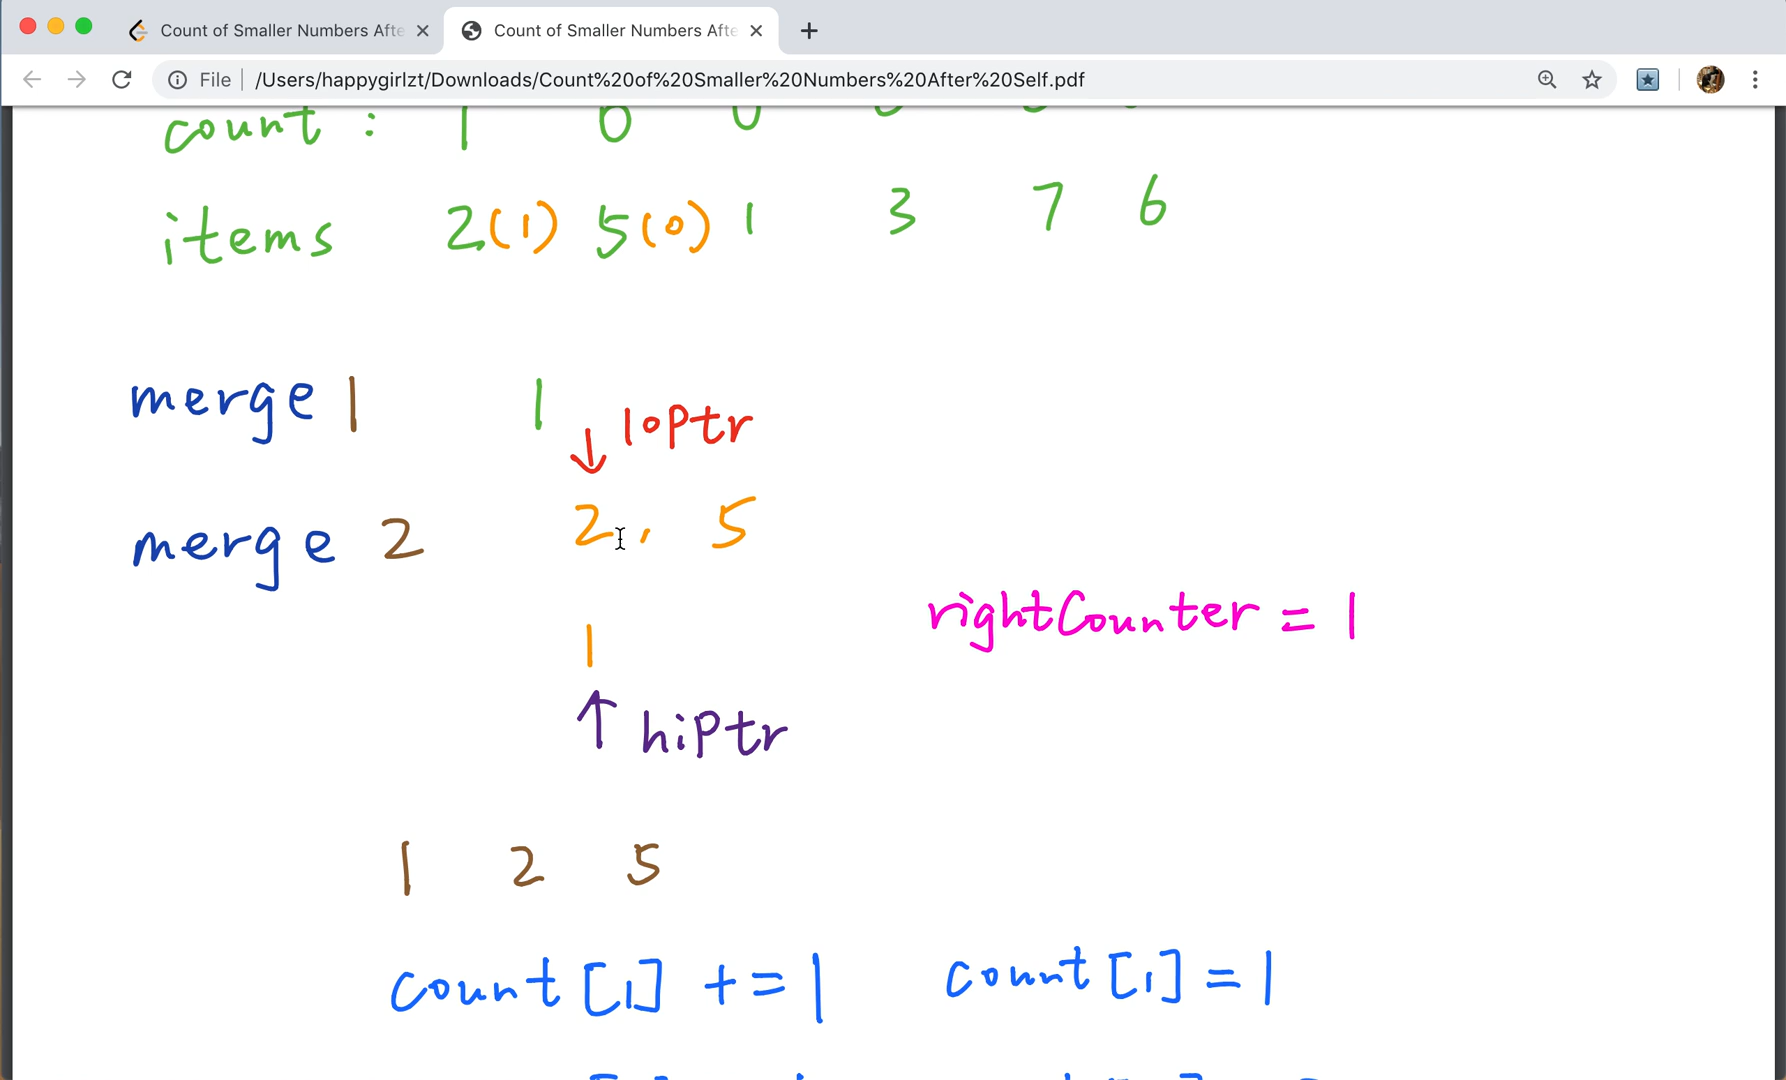 Count of Smaller Numbers Afte
Count of Smaller Numbers Afte
File /Users/happygirlzt/Downloads/Count%20of%20Smaller%20Numbers%20After%20Self.pdf
count : 1 0 0
items 2(1) 5(0) 1 3 7 6
merge 1 1
loPtr
merge 2 2, 5
rightCounter = 1
1
hiPtr
1 2 5
count [1] += 1 count [1] = 1